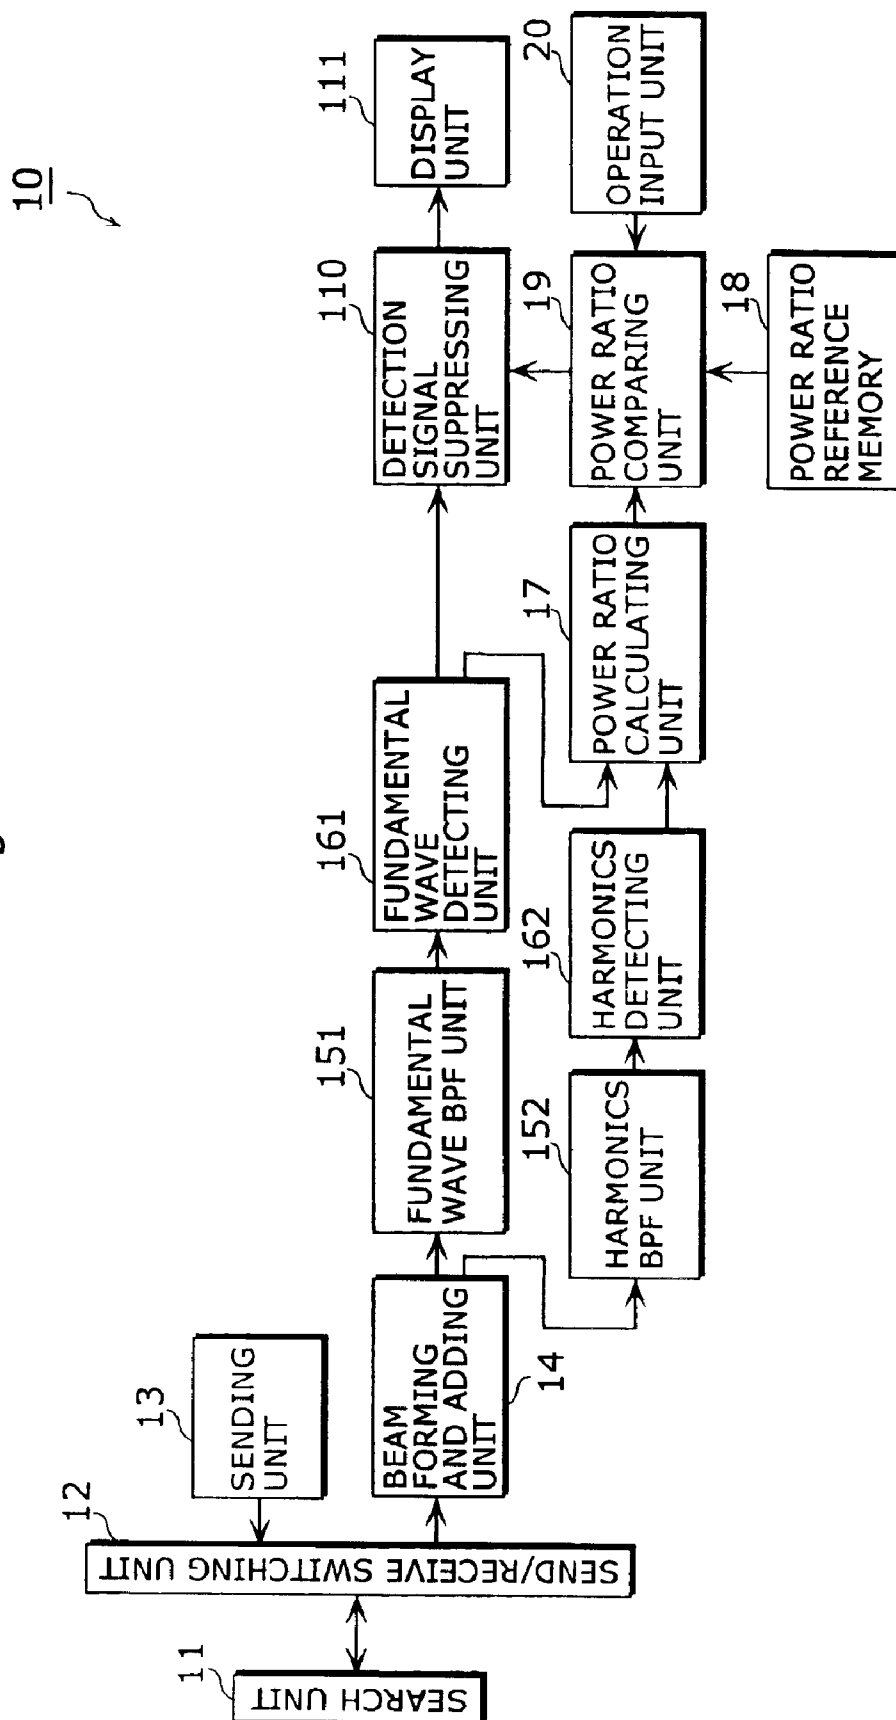 10
11
SEARCH UNIT
12
SEND/RECEIVE SWITCHING UNIT
13
SENDING
UNIT
BEAM
FORMING
AND ADDING
UNIT
14
151
FUNDAMENTAL
WAVE BPF UNIT
161
FUNDAMENTAL
WAVE
DETECTING
UNIT
110
DETECTION
SIGNAL
SUPPRESSING
UNIT
111
DISPLAY
UNIT
152
HARMONICS
BPF UNIT
162
HARMONICS
DETECTING
UNIT
17
POWER RATIO
CALCULATING
UNIT
19
POWER RATIO
COMPARING
UNIT
20
OPERATION
INPUT UNIT
18
POWER RATIO
REFERENCE
MEMORY